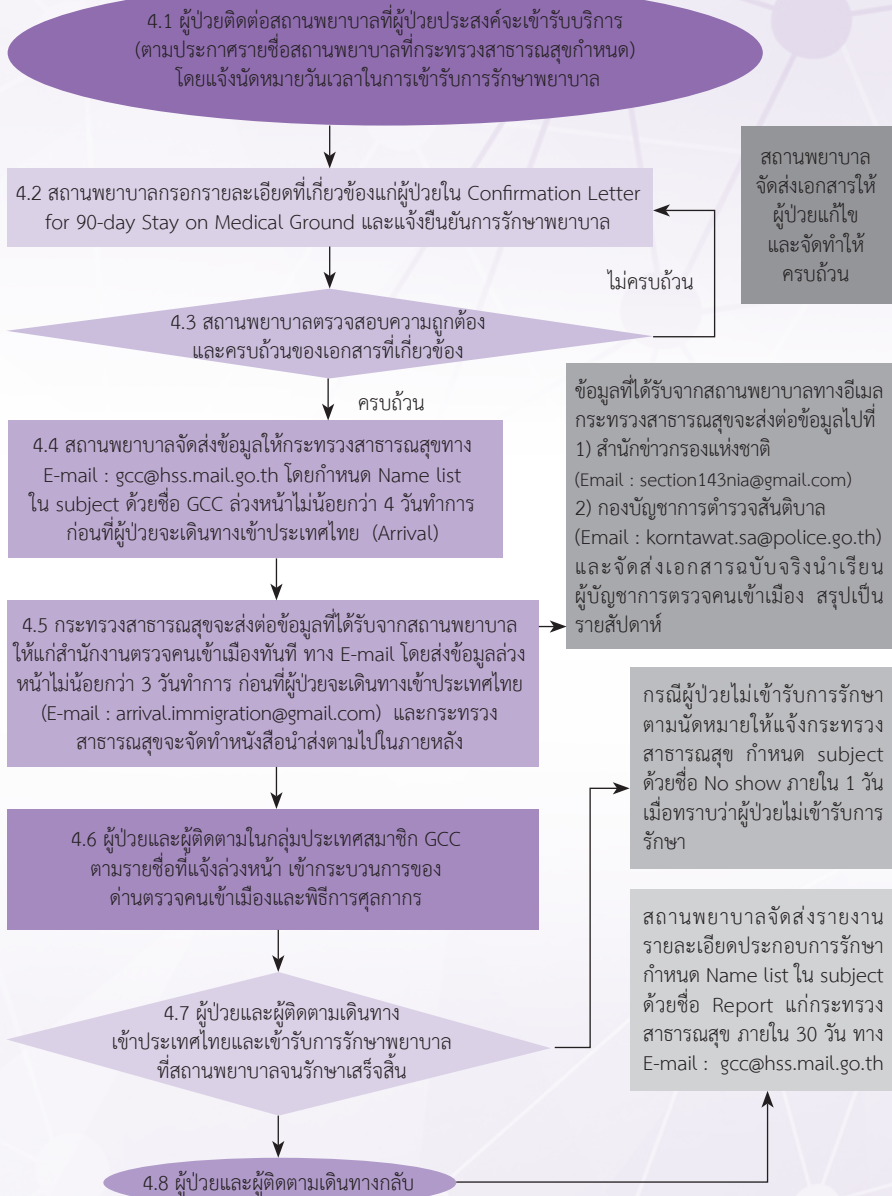 4.1 ผู้ป่วยติดต่อสถานพยาบาลที่ผู้ป่วยประสงค์จะเข้ารับบริการ
(ตามประกาศรายชื่อสถานพยาบาลที่กระทรวงสาธารณสุขกำหนด)
โดยแจ้งนัดหมายวันเวลาในการเข้ารับการรักษาพยาบาล
4.2 สถานพยาบาลกรอกรายละเอียดที่เกี่ยวข้องแก่ผู้ป่วยใน Confirmation Letter
for 90-day Stay on Medical Ground และแจ้งยืนยันการรักษาพยาบาล
สถานพยาบาล
จัดส่งเอกสารให้
ผู้ป่วยแก้ไข
และจัดทำให้
ครบถ้วน
ไม่ครบถ้วน
4.3 สถานพยาบาลตรวจสอบความถูกต้อง
และครบถ้วนของเอกสารที่เกี่ยวข้อง
ครบถ้วน
4.4 สถานพยาบาลจัดส่งข้อมูลให้กระทรวงสาธารณสุขทาง
E-mail : gcc@hss.mail.go.th โดยกำหนด Name list
ใน subject ด้วยชื่อ GCC ล่วงหน้าไม่น้อยกว่า 4 วันทำการ
ก่อนที่ผู้ป่วยจะเดินทางเข้าประเทศไทย (Arrival)
ข้อมูลที่ได้รับจากสถานพยาบาลทางอีเมล
กระทรวงสาธารณสุขจะส่งต่อข้อมูลไปที่
1) สำนักข่าวกรองแห่งชาติ
(Email : section143nia@gmail.com)
2) กองบัญชาการตำรวจสันติบาล
(Email : korntawat.sa@police.go.th)
และจัดส่งเอกสารฉบับจริงนำเรียน
ผู้บัญชาการตรวจคนเข้าเมือง สรุปเป็น
รายสัปดาห์
4.5 กระทรวงสาธารณสุขจะส่งต่อข้อมูลที่ได้รับจากสถานพยาบาล
ให้แก่สำนักงานตรวจคนเข้าเมืองทันที ทาง E-mail โดยส่งข้อมูลล่วง
หน้าไม่น้อยกว่า 3 วันทำการ ก่อนที่ผู้ป่วยจะเดินทางเข้าประเทศไทย
(E-mail : arrival.immigration@gmail.com) และกระทรวง
สาธารณสุขจะจัดทำหนังสือนำส่งตามไปในภายหลัง
กรณีผู้ป่วยไม่เข้ารับการรักษา
ตามนัดหมายให้แจ้งกระทรวง
สาธารณสุข กำหนด subject
ด้วยชื่อ No show ภายใน 1 วัน
เมื่อทราบว่าผู้ป่วยไม่เข้ารับการ
รักษา
4.6 ผู้ป่วยและผู้ติดตามในกลุ่มประเทศสมาชิก GCC
ตามรายชื่อที่แจ้งล่วงหน้า เข้ากระบวนการของ
ด่านตรวจคนเข้าเมืองและพิธีการศุลกากร
4.7 ผู้ป่วยและผู้ติดตามเดินทาง
เข้าประเทศไทยและเข้ารับการรักษาพยาบาล
ที่สถานพยาบาลจนรักษาเสร็จสิ้น
สถานพยาบาลจัดส่งรายงาน
รายละเอียดประกอบการรักษา
กำหนด Name list ใน subject
ด้วยชื่อ Report แก่กระทรวง
สาธารณสุข ภายใน 30 วัน ทาง
E-mail : gcc@hss.mail.go.th
4.8 ผู้ป่วยและผู้ติดตามเดินทางกลับ